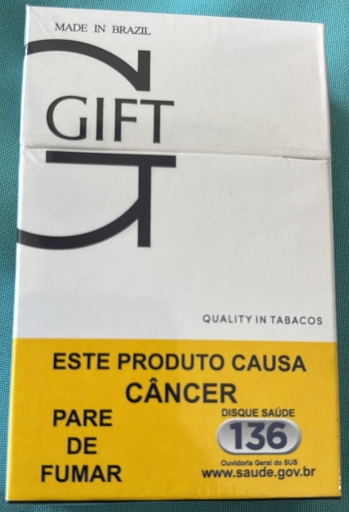 MADE IN BRAZIL
GIFT
QUALITY IN TABACOS
ESTE PRODUTO CAUSA
CÂNCER
PARE
DE
FUMAR
DISQUE SAÚDE
136
Ouvidoria Geral do SUS
www.saude.gov.br